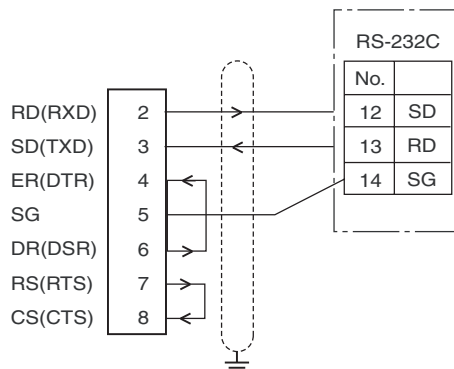 RS-232C
No.
RD(RXD) 2 12 SD
SD(TXD) 3 13 RD
ER(DTR) 4 14 SG
SG 5
DR(DSR) 6
RS(RTS) 7
CS(CTS) 8